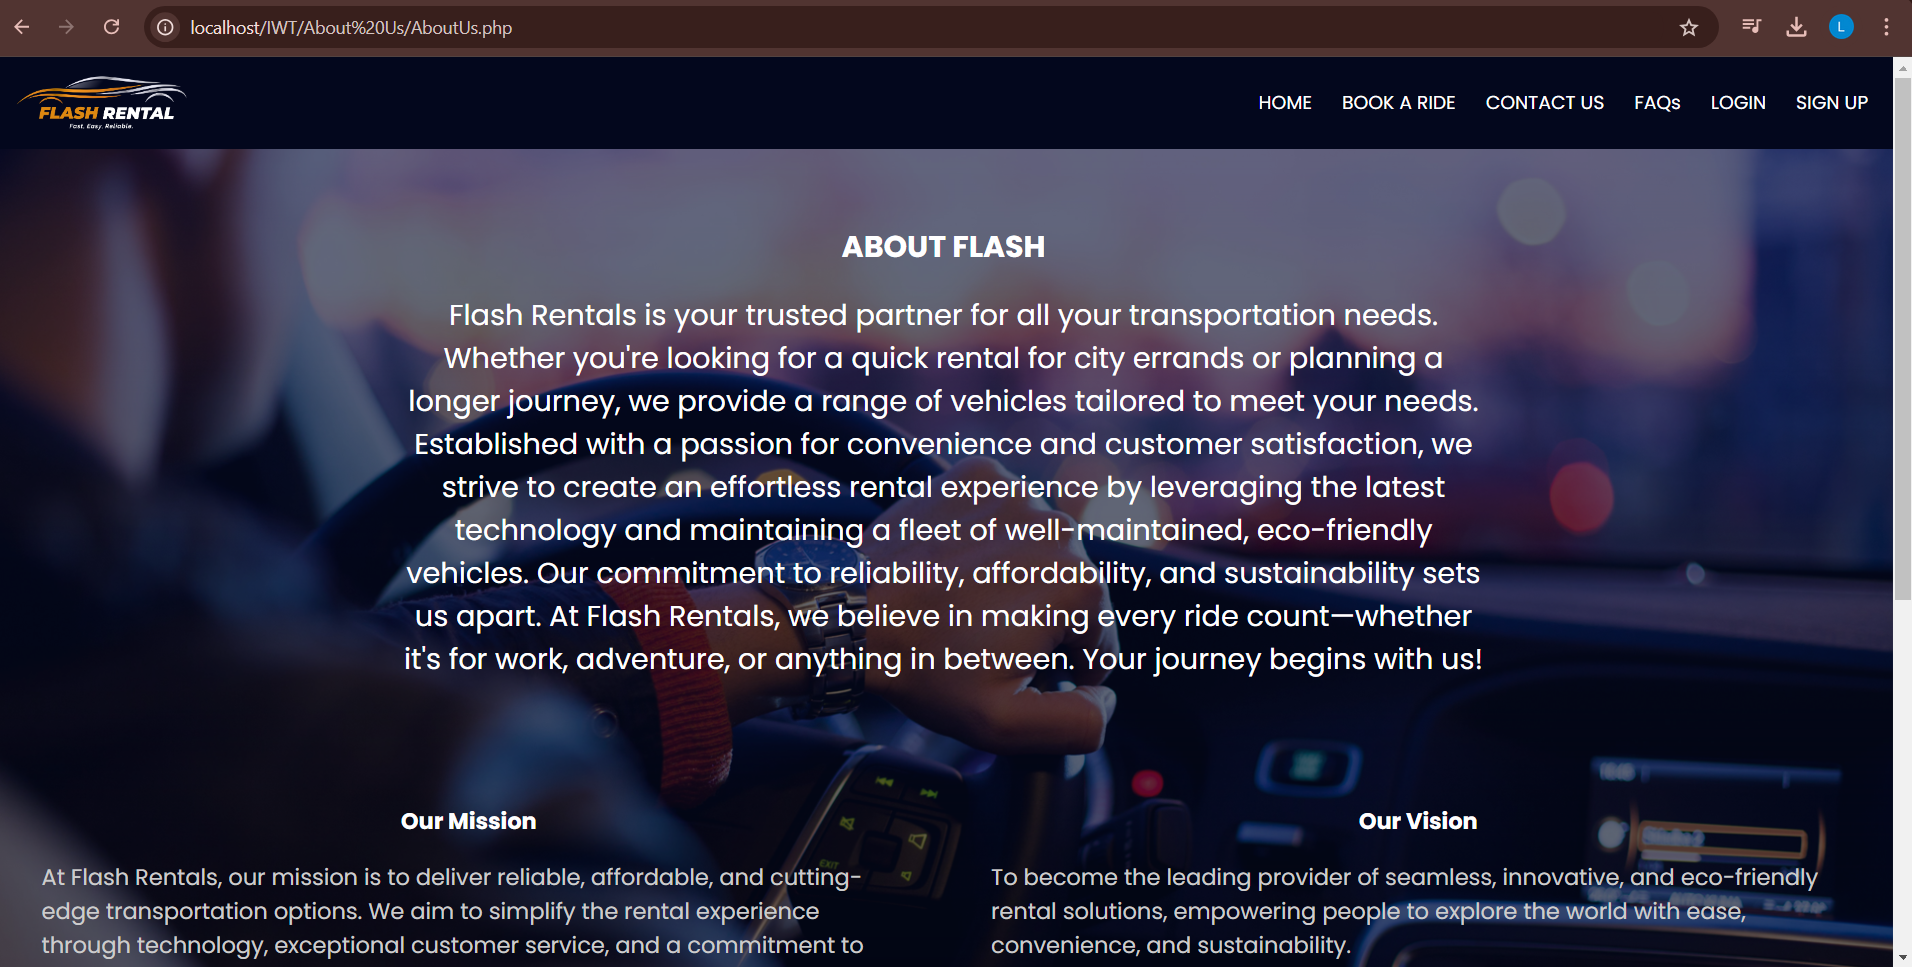 localhost/IWT/About%20Us/AboutUs.php
L
FLASH RENTAL
Fast. Easy. Reliable.
HOME BOOK A RIDE CONTACT US FAQs LOGIN SIGN UP
ABOUT FLASH
Flash Rentals is your trusted partner for all your transportation needs.
Whether you're looking for a quick rental for city errands or planning a
longer journey, we provide a range of vehicles tailored to meet your needs.
Established with a passion for convenience and customer satisfaction, we
strive to create an effortless rental experience by leveraging the latest
technology and maintaining a fleet of well-maintained, eco-friendly
vehicles. Our commitment to reliability, affordability, and sustainability sets
us apart. At Flash Rentals, we believe in making every ride count—whether
it's for work, adventure, or anything in between. Your journey begins with us!
Our Mission
At Flash Rentals, our mission is to deliver reliable, affordable, and cutting-
edge transportation options. We aim to simplify the rental experience
through technology, exceptional customer service, and a commitment to
EXIT
Our Vision
To become the leading provider of seamless, innovative, and eco-friendly
rental solutions, empowering people to explore the world with ease,
convenience, and sustainability.